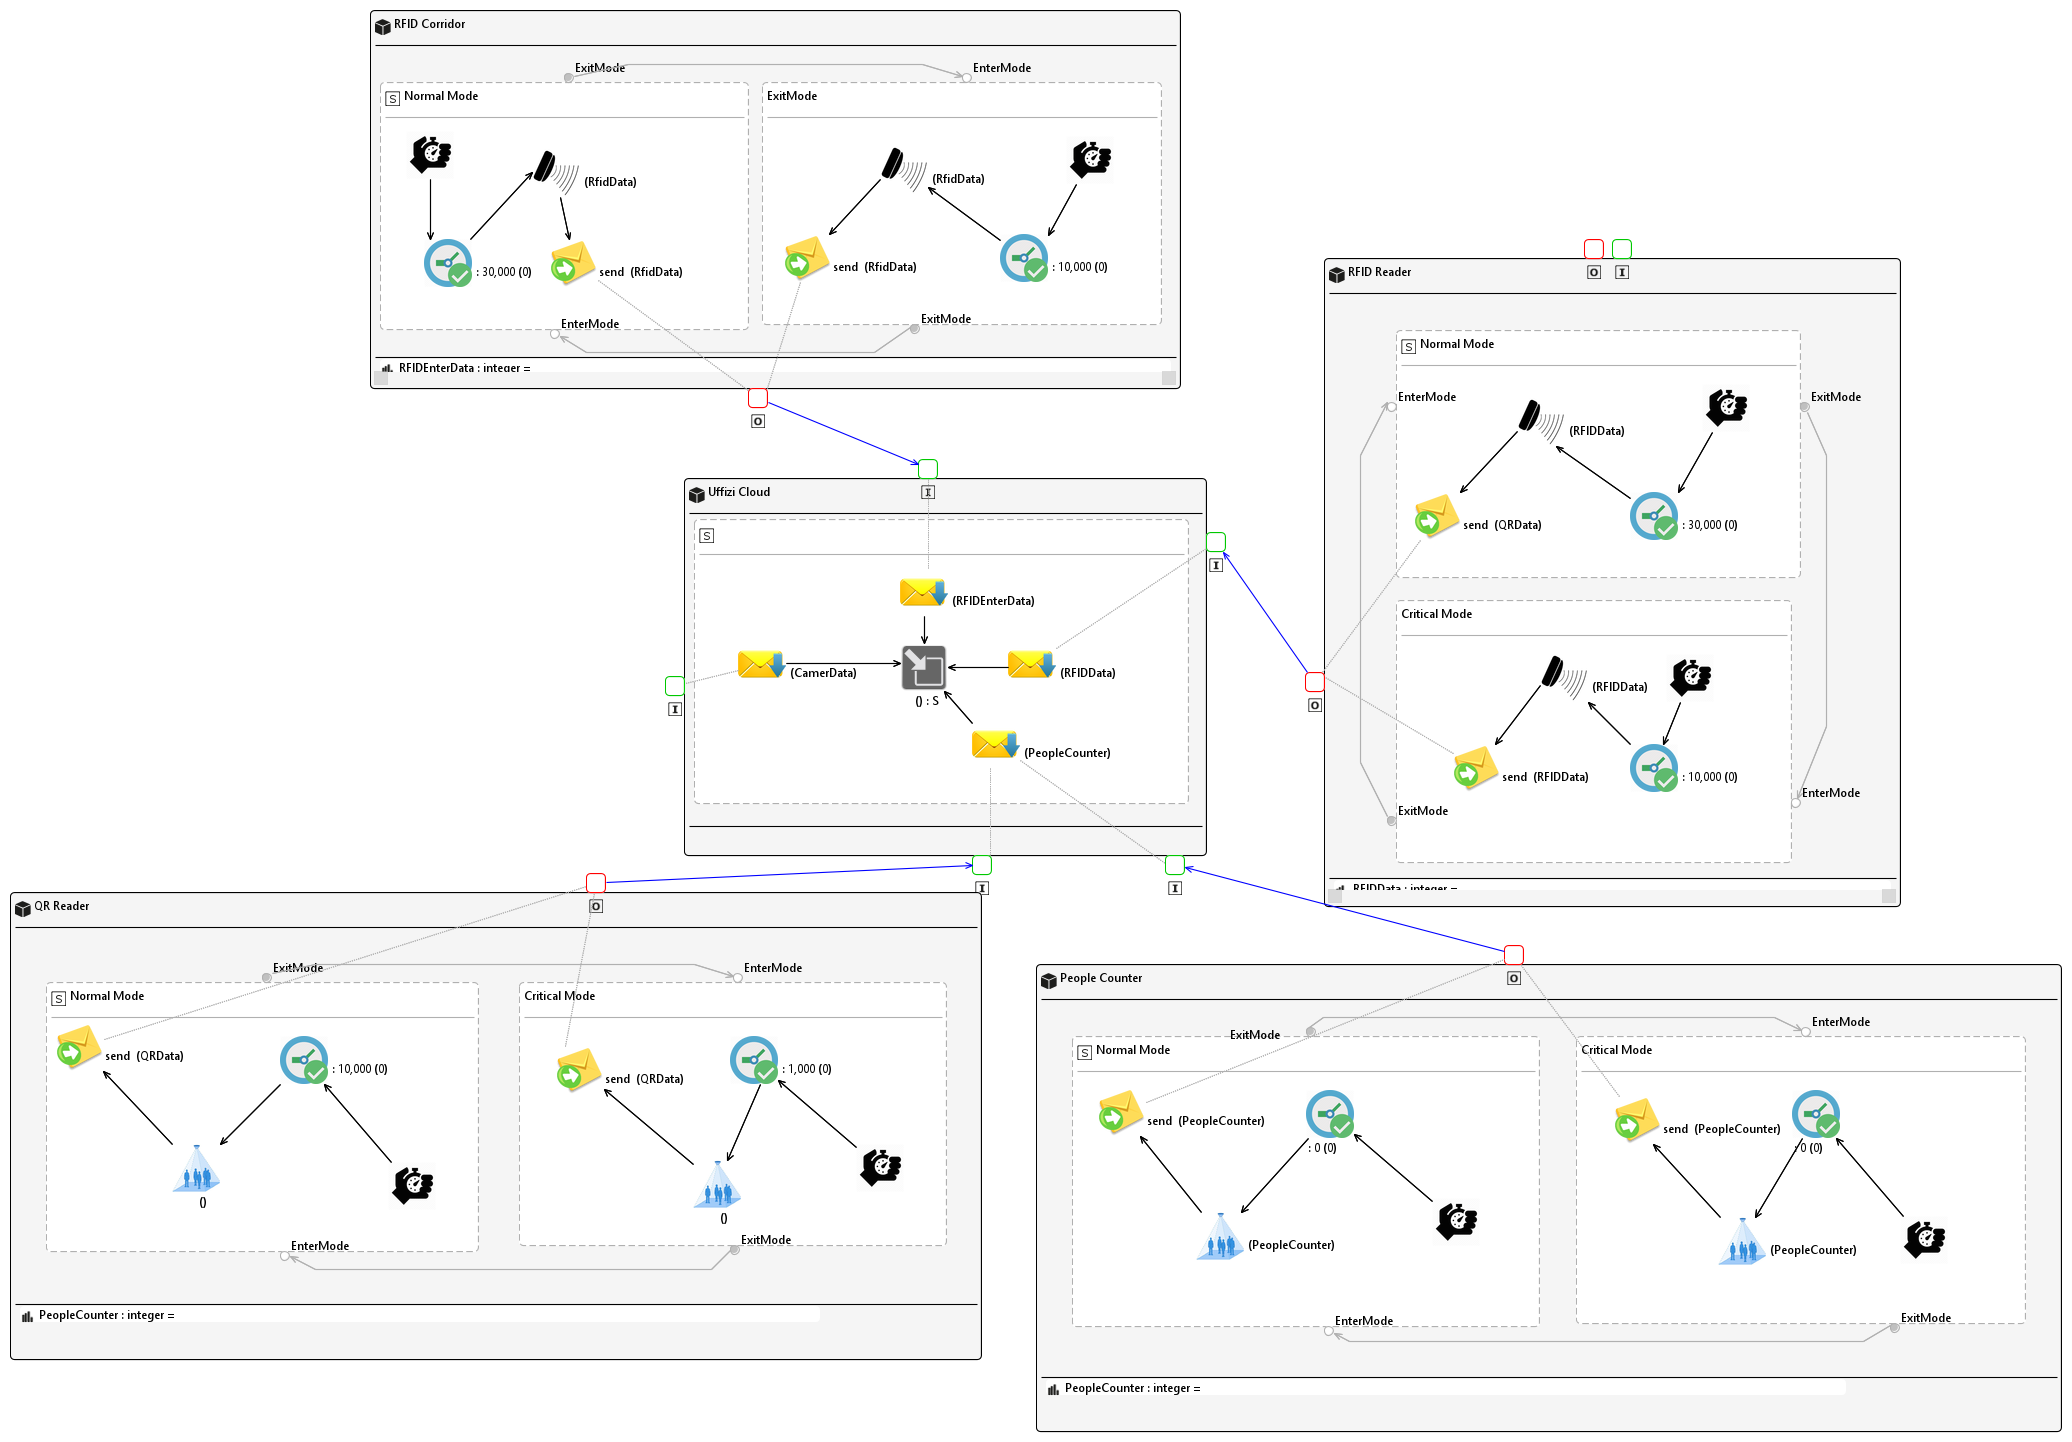 RFID Corridor
ExitMode
EnterMode
S Normal Mode
ExitMode
(RfidData)
(RfidData)
: 30,000 (0)
send (RfidData)
send (RfidData)
: 10,000 (0)
EnterMode
ExitMode
RFIDEnterData : integer =
O
O I
RFID Reader
S Normal Mode
EnterMode
ExitMode
(RFIDData)
send (QRData)
: 30,000 (0)
Critical Mode
(RFIDData)
send (RFIDData)
: 10,000 (0)
EnterMode
ExitMode
RFIDData : integer =
O
Uffizi Cloud
I
S
I
(RFIDEnterData)
(CamerData)
(RFIDData)
() : S
I
(PeopleCounter)
I
I
QR Reader
O
ExitMode
EnterMode
S Normal Mode
Critical Mode
send (QRData)
: 10,000 (0)
send (QRData)
: 1,000 (0)
()
()
EnterMode
ExitMode
PeopleCounter : integer =
People Counter
O
ExitMode
EnterMode
S Normal Mode
Critical Mode
send (PeopleCounter)
: 0 (0)
send (PeopleCounter)
: 0 (0)
(PeopleCounter)
(PeopleCounter)
EnterMode
ExitMode
PeopleCounter : integer =